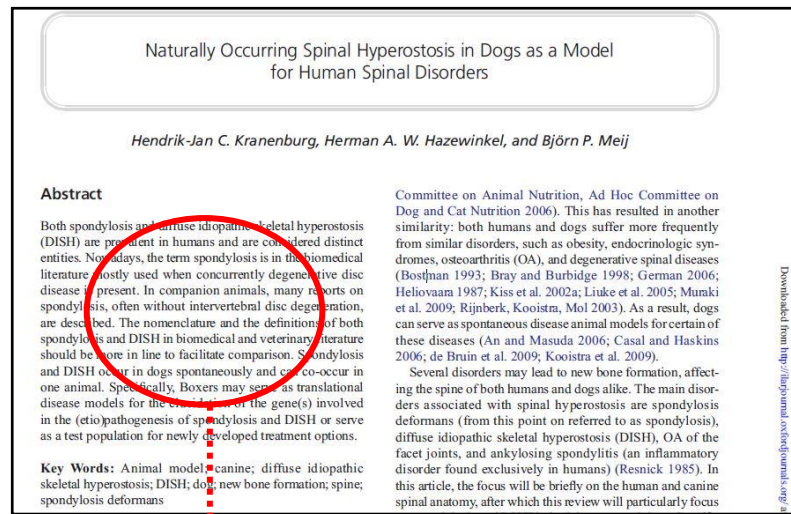 Naturally Occurring Spinal Hyperostosis in Dogs as a Model
for Human Spinal Disorders
Hendrik-Jan C. Kranenburg, Herman A. W. Hazewinkel, and Björn P. Meij
Abstract
Both spondylosis and diffuse idiopathic skeletal hyperostosis
(DISH) are prevalent in humans and are considered distinct
entities. Nowadays, the term spondylosis is in the biomedical
literature mostly used when concurrently degenerative disc
disease is present. In companion animals, many reports on
spondylosis, often without intervertebral disc degeneration,
are described. The nomenclature and the definitions of both
spondylosis and DISH in biomedical and veterinary literature
should be more in line to facilitate comparison. Spondylosis
and DISH occur in dogs spontaneously and can co-occur in
one animal. Specifically, Boxers may serve as translational
disease models for the elucidation of the gene(s) involved
in the (etio)pathogenesis of spondylosis and DISH or serve
as a test population for newly developed treatment options.
Key Words: Animal model; canine; diffuse idiopathic
skeletal hyperostosis; DISH; dog; new bone formation; spine;
spondylosis deformans
Committee on Animal Nutrition, Ad Hoc Committee on
Dog and Cat Nutrition 2006). This has resulted in another
similarity: both humans and dogs suffer more frequently
from similar disorders, such as obesity, endocrinologic syn-
dromes, osteoarthritis (OA), and degenerative spinal diseases
(Bostman 1993; Bray and Burbidge 1998; German 2006;
Heliovaara 1987; Kiss et al. 2002a; Liuke et al. 2005; Muraki
et al. 2009; Rijnberk, Kooistra, Mol 2003). As a result, dogs
can serve as spontaneous disease animal models for certain of
these diseases (An and Masuda 2006; Casal and Haskins
2006; de Bruin et al. 2009; Kooistra et al. 2009).
Several disorders may lead to new bone formation, affect-
ing the spine of both humans and dogs alike. The main disor-
ders associated with spinal hyperostosis are spondylosis
deformans (from this point on referred to as spondylosis),
diffuse idiopathic skeletal hyperostosis (DISH), OA of the
facet joints, and ankylosing spondylitis (an inflammatory
disorder found exclusively in humans) (Resnick 1985). In
this article, the focus will be briefly on the human and canine
spinal anatomy, after which this review will particularly focus
Downloaded from http://ilarjournal.oxfordjournals.org/ a